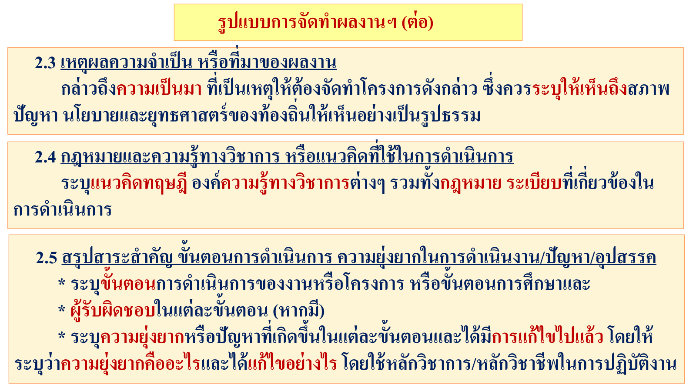 รูปแบบการจัดทำผลงานฯ (ต่อ)
2.3 เหตุผลความจำเป็น หรือที่มาของผลงาน
กล่าวถึงความเป็นมา ที่เป็นเหตุให้ต้องจัดทำโครงการดังกล่าว ซึ่งควรระบุให้เห็นถึงสภาพ
ปัญหา นโยบายและยุทธศาสตร์ของท้องถิ่นให้เห็นอย่างเป็นรูปธรรม
2.4 กฎหมายและความรู้ทางวิชาการ หรือแนวคิดที่ใช้ในการดำเนินการ
ระบุแนวคิดทฤษฎี องค์ความรู้ทางวิชาการต่างๆ รวมทั้งกฎหมาย ระเบียบที่เกี่ยวข้องใน
การดำเนินการ
2.5 สรุปสาระสำคัญ ขั้นตอนการดำเนินการ ความยุ่งยากในการดำเนินงาน/ปัญหา/อุปสรรค
* ระบุขั้นตอนการดำเนินการของงานหรือโครงการ หรือขั้นตอนการศึกษาและ
* ผู้รับผิดชอบในแต่ละขั้นตอน (หากมี)
* ระบุความยุ่งยากหรือปัญหาที่เกิดขึ้นในแต่ละขั้นตอนและได้มีการแก้ไขไปแล้ว โดยให้
ระบุว่าความยุ่งยากคืออะไรและได้แก้ไขอย่างไร โดยใช้หลักวิชาการ/หลักวิชาชีพในการปฏิบัติงาน